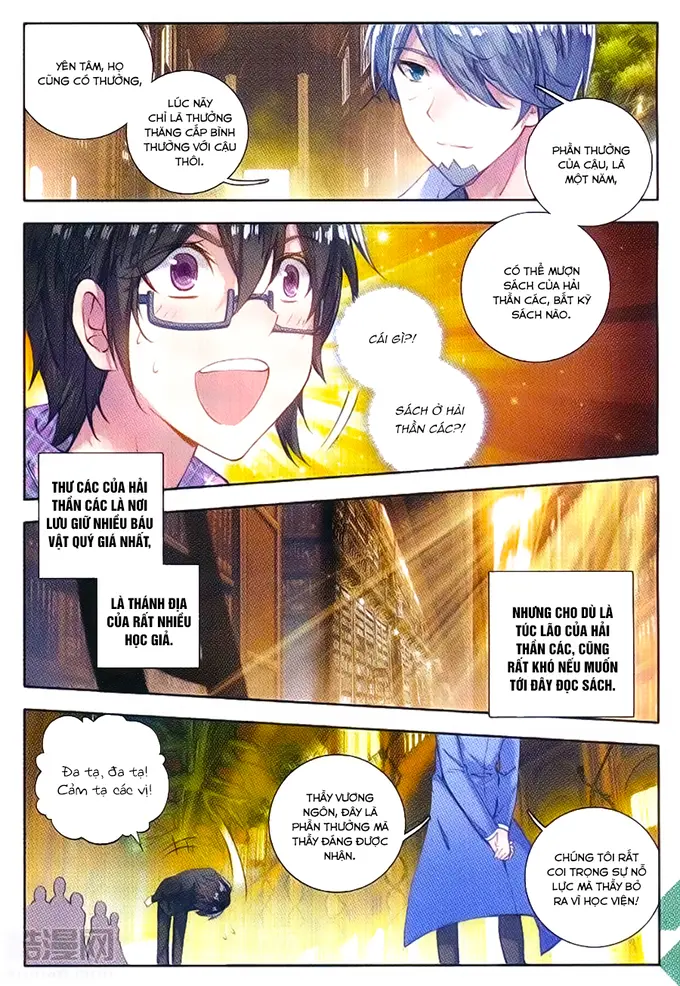 YÊN TÂM, HỌ
CŨNG CÓ THƯỞNG,
LÚC NÃY
CHỈ LÀ THƯỞNG
THĂNG CẤP BÌNH
THƯỜNG VỚI CẬU
THÔI.
PHẦN THƯỞNG
CỦA CẬU, LÀ
MỘT NĂM,
CÓ THỂ MƯỢN
SÁCH CỦA HẢI
THẦN CÁC, BẤT KỲ
SÁCH NÀO.
CÁI GÌ?!
SÁCH Ở HẢI
THẦN CÁC?!
THƯ CÁC CỦA HẢI
THẦN CÁC LÀ NƠI
LƯU GIỮ NHIỀU BÁU
VẬT QUÝ GIÁ NHẤT,
LÀ THÁNH ĐỊA
CỦA RẤT NHIỀU
HỌC GIẢ.
NHƯNG CHO DÙ LÀ
TÚC LÃO CỦA HẢI
THẦN CÁC, CŨNG
RẤT KHÓ NẾU MUỐN
TỚI ĐÂY ĐỌC SÁCH.
Đa tạ, đa tạ!
Cảm tạ các vị!
THẦY VƯƠNG
NGÔN, ĐÂY LÀ
PHẦN THƯỞNG MÀ
THẦY ĐÁNG ĐƯỢC
NHẬN.
CHÚNG TÔI RẤT
COI TRỌNG SỰ NỖ
LỰC MÀ THẦY BỎ
RA VÌ HỌC VIỆN!
酷漫网